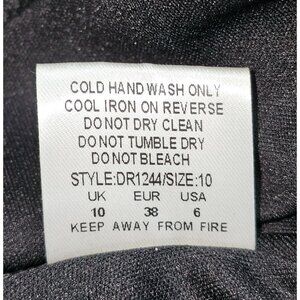 COLD HAND WASH ONLY
COOL IRON ON REVERSE
DO NOT DRY CLEAN
DO NOT TUMBLE DRY
DO NOT BLEACH
STYLE:DR1244/SIZE:10
UK EUR USA
10 38 6
KEEP AWAY FROM FIRE